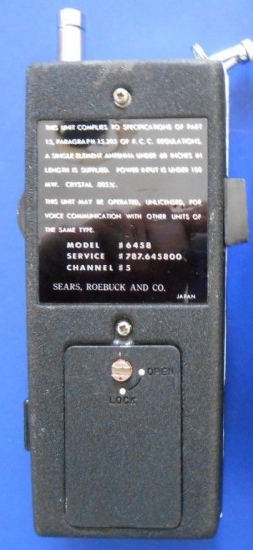 THIS UNIT COMPLIES TO SPECIFICATIONS OF PART
15, PARAGRAPH 15.205 OF F. C. C. REGULATIONS.
A SINGLE ELEMENT ANTENNA UNDER 60 INCHES IN
LENGTH IS SUPPLIED. POWER INPUT IS UNDER 100
MW. CRYSTAL .005%.
THIS UNIT MAY BE OPERATED, UNLICENSED, FOR
VOICE COMMUNICATION WITH OTHER UNITS OF
THE SAME TYPE.
MODEL #6458
SERVICE #787.645800
CHANNEL #5
SEARS, ROEBUCK AND CO.
JAPAN
OPEN
LOCK